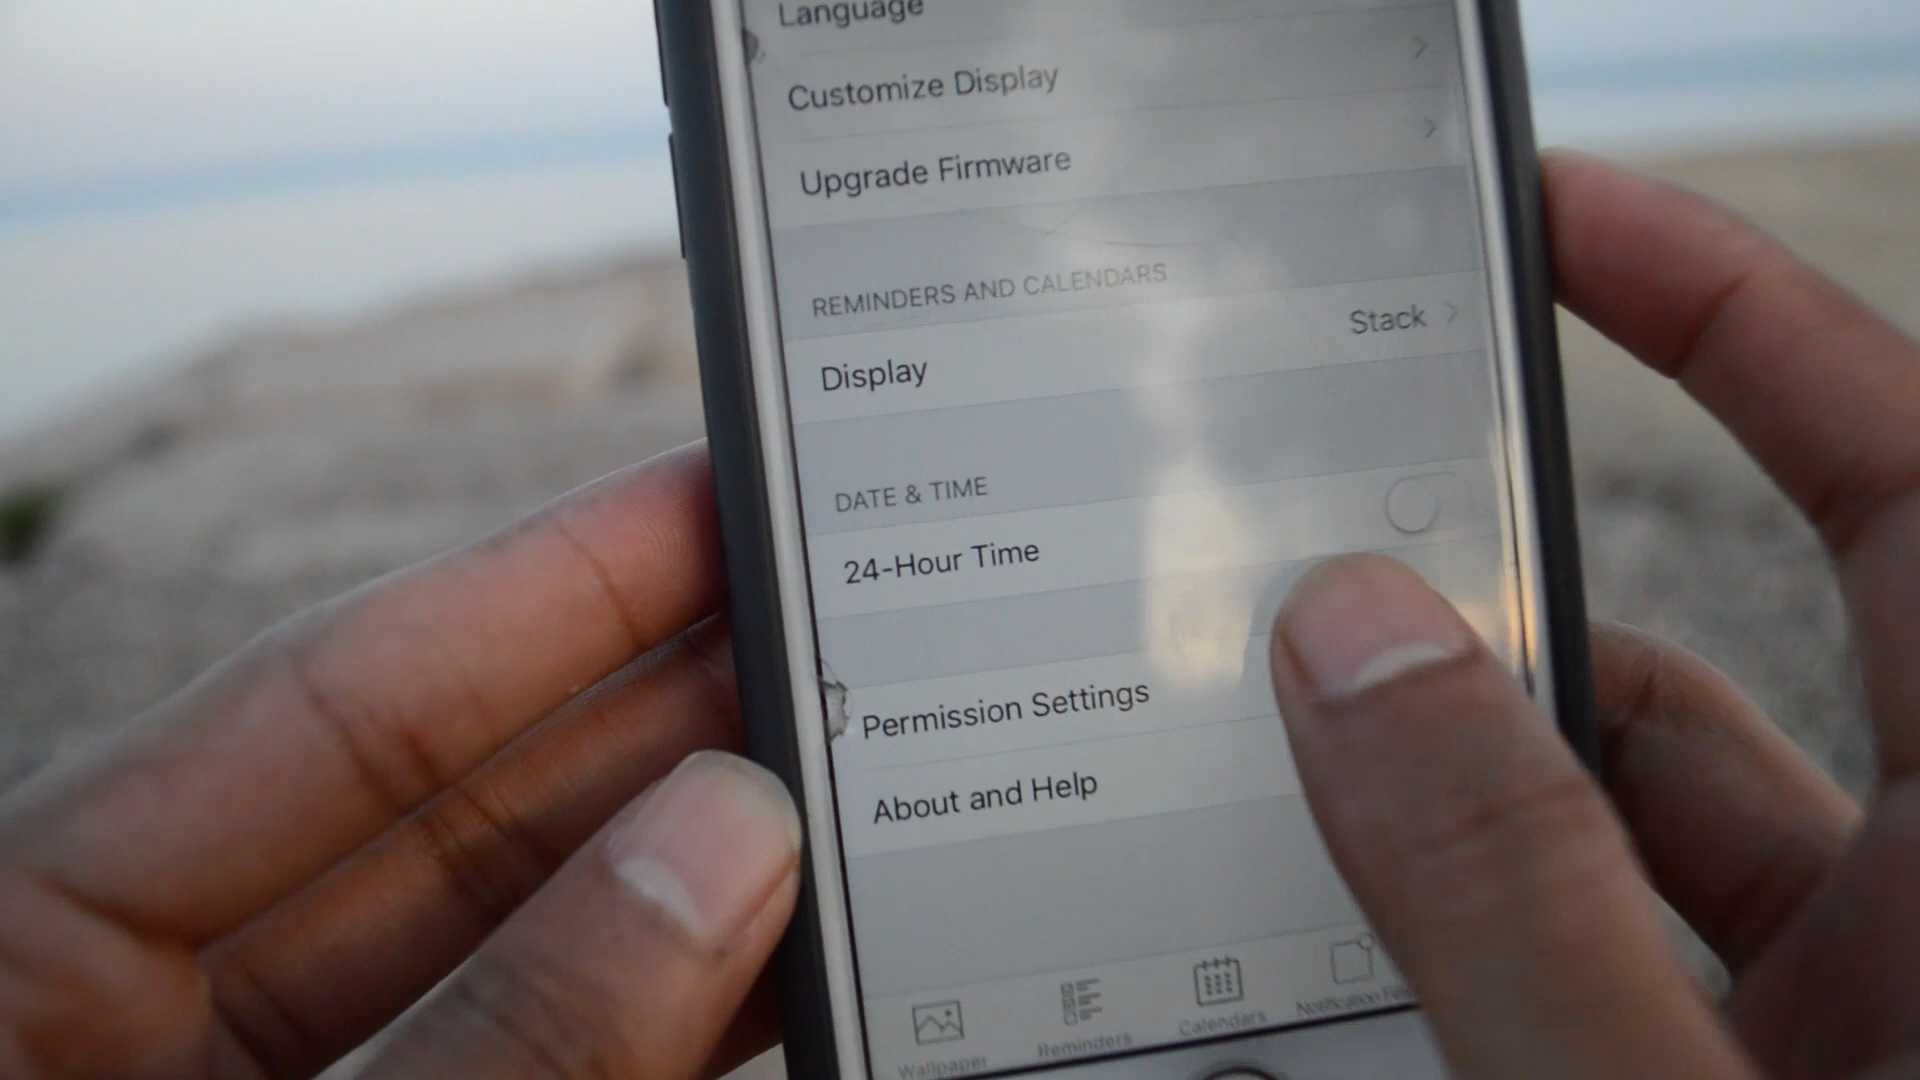 Language
Customize Display
Upgrade Firmware
REMINDERS AND CALENDARS
Display Stack
DATE & TIME
24-Hour Time
Permission Settings
About and Help
Wallpaper Reminders Calendars Notification